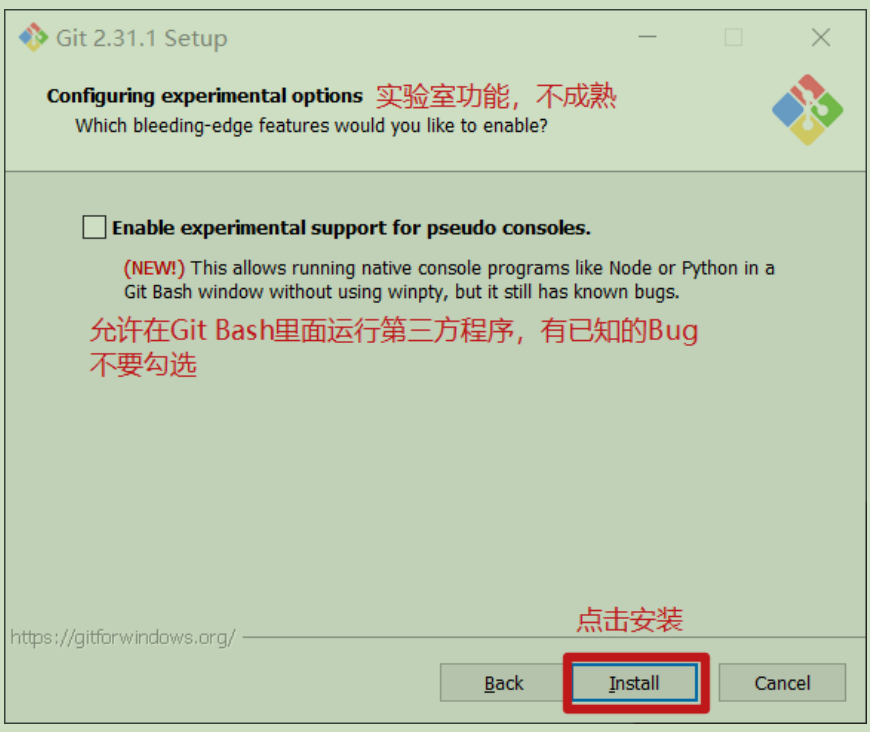 Git 2.31.1 Setup
Configuring experimental options 实验室功能，不成熟
Which bleeding-edge features would you like to enable?
Enable experimental support for pseudo consoles.
(NEW!) This allows running native console programs like Node or Python in a
Git Bash window without using winpty, but it still has known bugs.
允许在Git Bash里面运行第三方程序，有已知的Bug
不要勾选
点击安装
https://gitforwindows.org/
Back Install Cancel